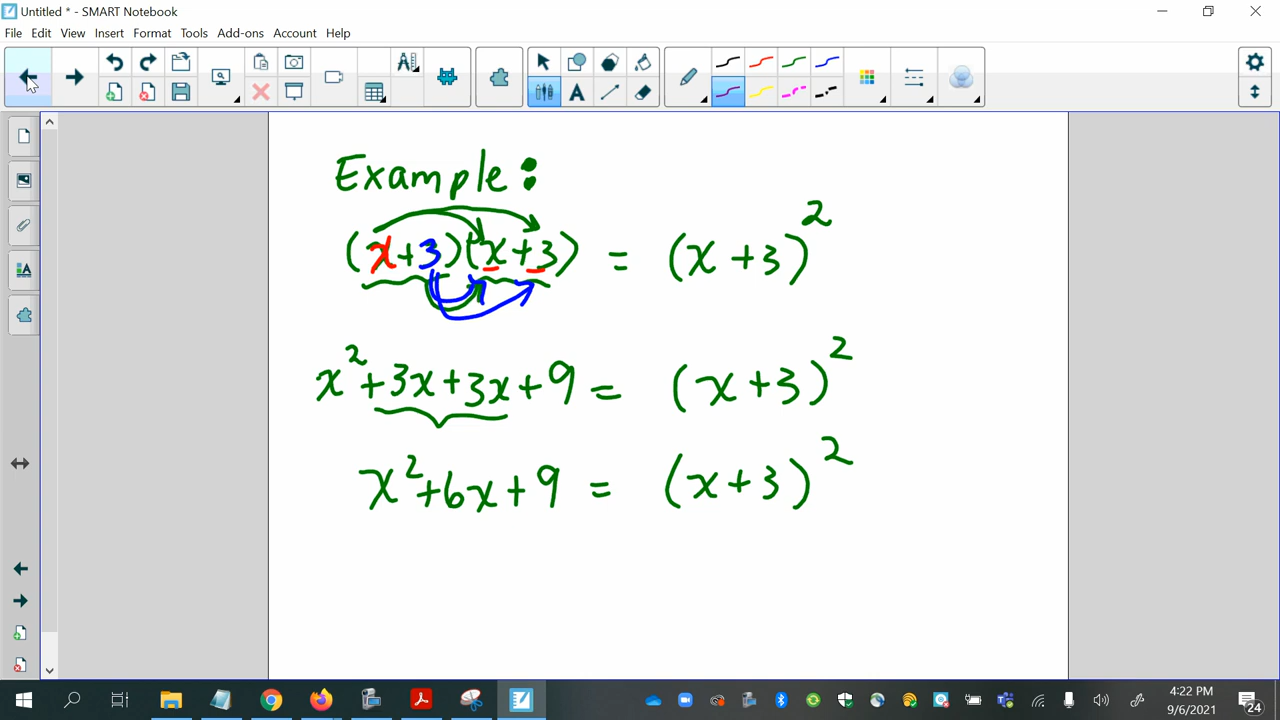 Untitled * - SMART Notebook
File Edit View Insert Format Tools Add-ons Account Help
Example:
(x+3)(x+3) = (x+3)²
x²+3x+3x+9 = (x+3)²
x²+6x+9 = (x+3)²
4:22 PM
9/6/2021
24